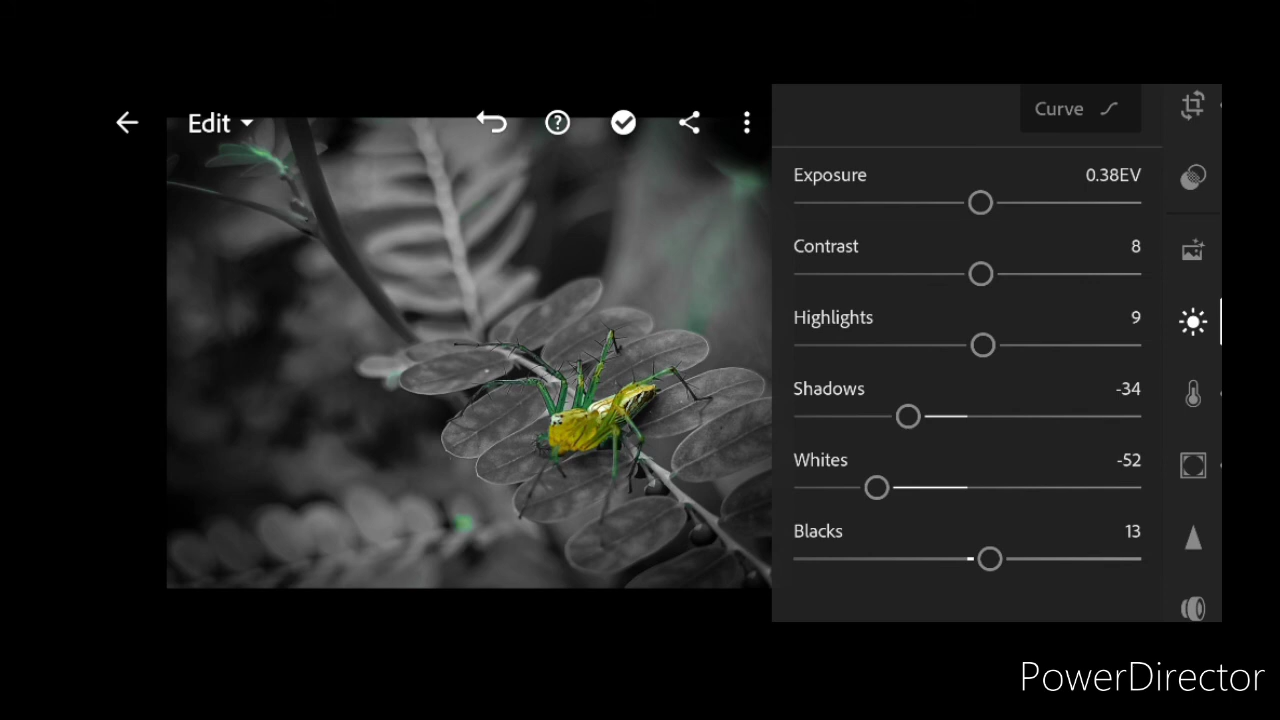 Edit
Curve
Exposure 0.38EV
Contrast 8
Highlights 9
Shadows -34
Whites -52
Blacks 13
PowerDirector